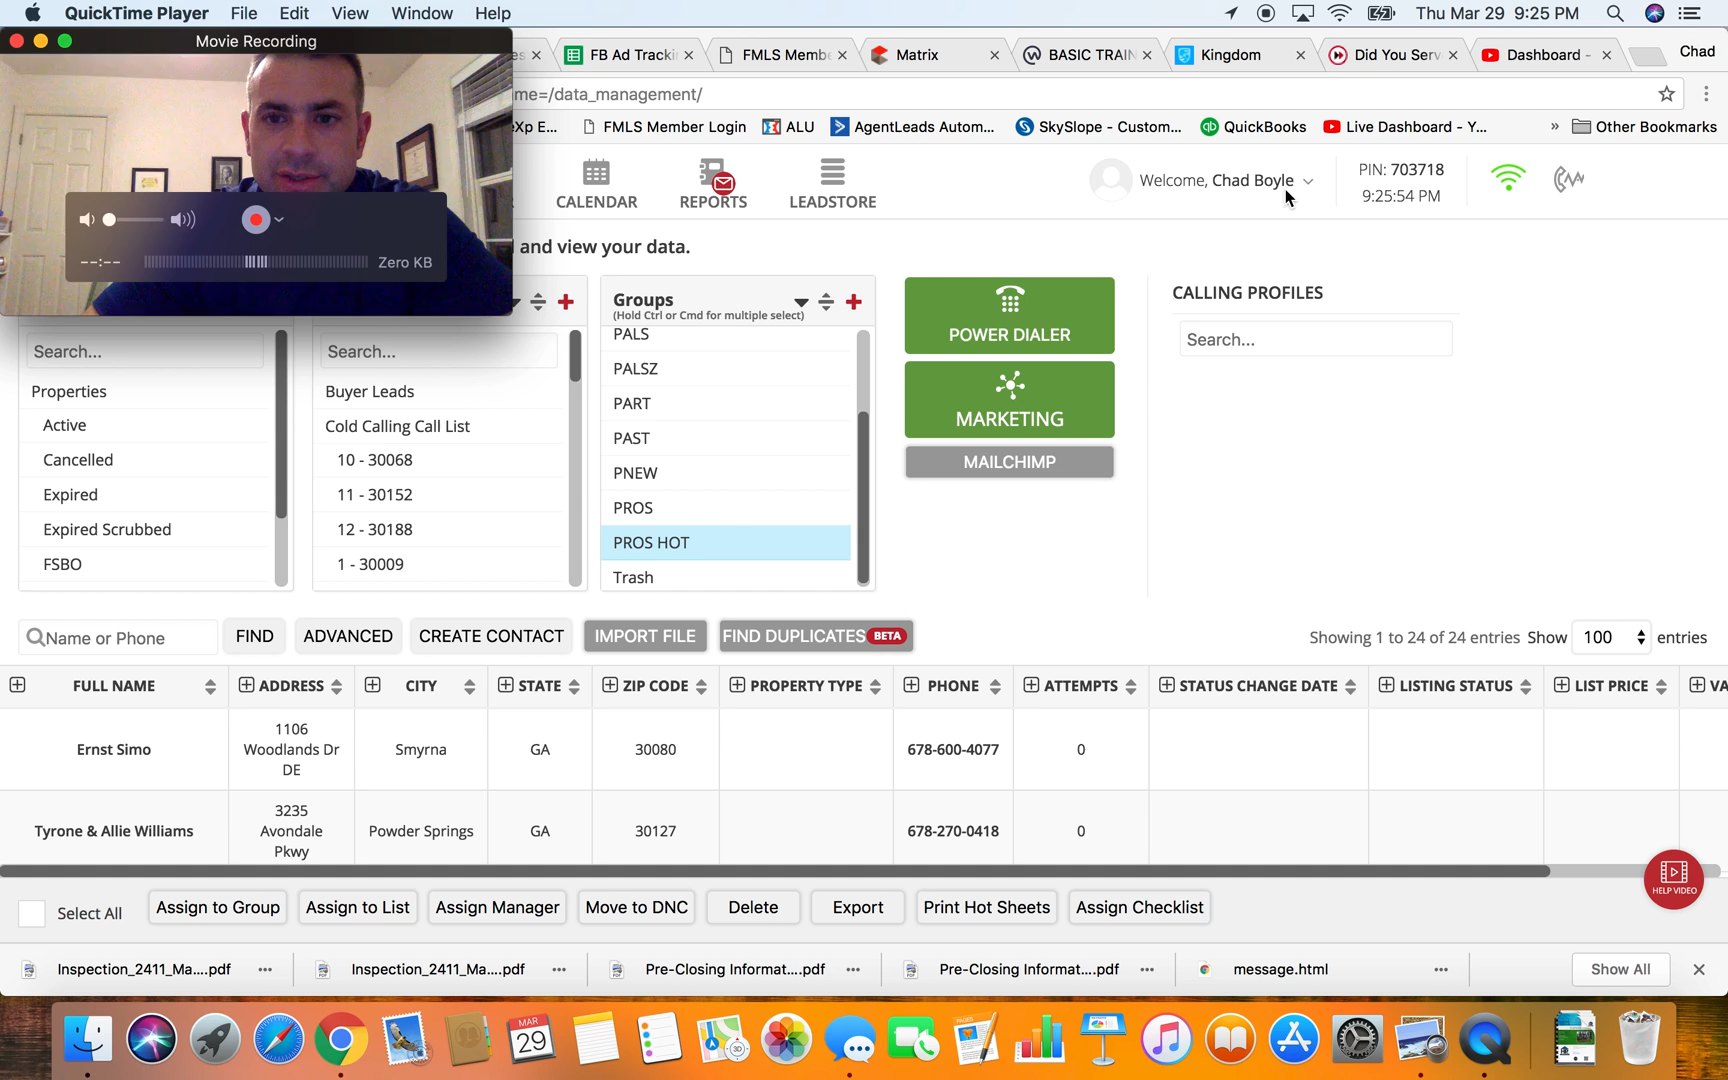 QuickTime Player File Edit View Window Help
Thu Mar 29 9:25 PM
Movie Recording
--:-- Zero KB
FB Ad Tracki
FMLS Membe
Matrix
BASIC TRAIN
Kingdom
Did You Serv
Dashboard -
Chad
me=/data_management/
FMLS Member Login
ALU
AgentLeads Autom...
SkySlope - Custom...
QuickBooks
Live Dashboard - Y...
»
Other Bookmarks
CALENDAR
REPORTS
LEADSTORE
Welcome, Chad Boyle
PIN: 703718
9:25:54 PM
and view your data.
Search...
Properties
Active
Cancelled
Expired
Expired Scrubbed
FSBO
Search...
Buyer Leads
Cold Calling Call List
10 - 30068
11 - 30152
12 - 30188
1 - 30009
Groups
(Hold Ctrl or Cmd for multiple select)
PALS
PALSZ
PART
PAST
PNEW
PROS
PROS HOT
Trash
POWER DIALER
MARKETING
MAILCHIMP
CALLING PROFILES
Search...
Name or Phone
FIND
ADVANCED
CREATE CONTACT
IMPORT FILE
FIND DUPLICATES BETA
Showing 1 to 24 of 24 entries Show 100 entries
FULL NAME ADDRESS CITY STATE ZIP CODE PROPERTY TYPE PHONE ATTEMPTS STATUS CHANGE DATE LISTING STATUS LIST PRICE VA
Ernst Simo
1106
Woodlands Dr
DE
Smyrna
GA
30080
678-600-4077
0
Tyrone & Allie Williams
3235
Avondale
Pkwy
Powder Springs
GA
30127
678-270-0418
0
HELP VIDEO
Select All
Assign to Group
Assign to List
Assign Manager
Move to DNC
Delete
Export
Print Hot Sheets
Assign Checklist
Inspection_2411_Ma....pdf
Inspection_2411_Ma....pdf
Pre-Closing Informat....pdf
Pre-Closing Informat....pdf
message.html
Show All
MAR
29
3D
PAGES